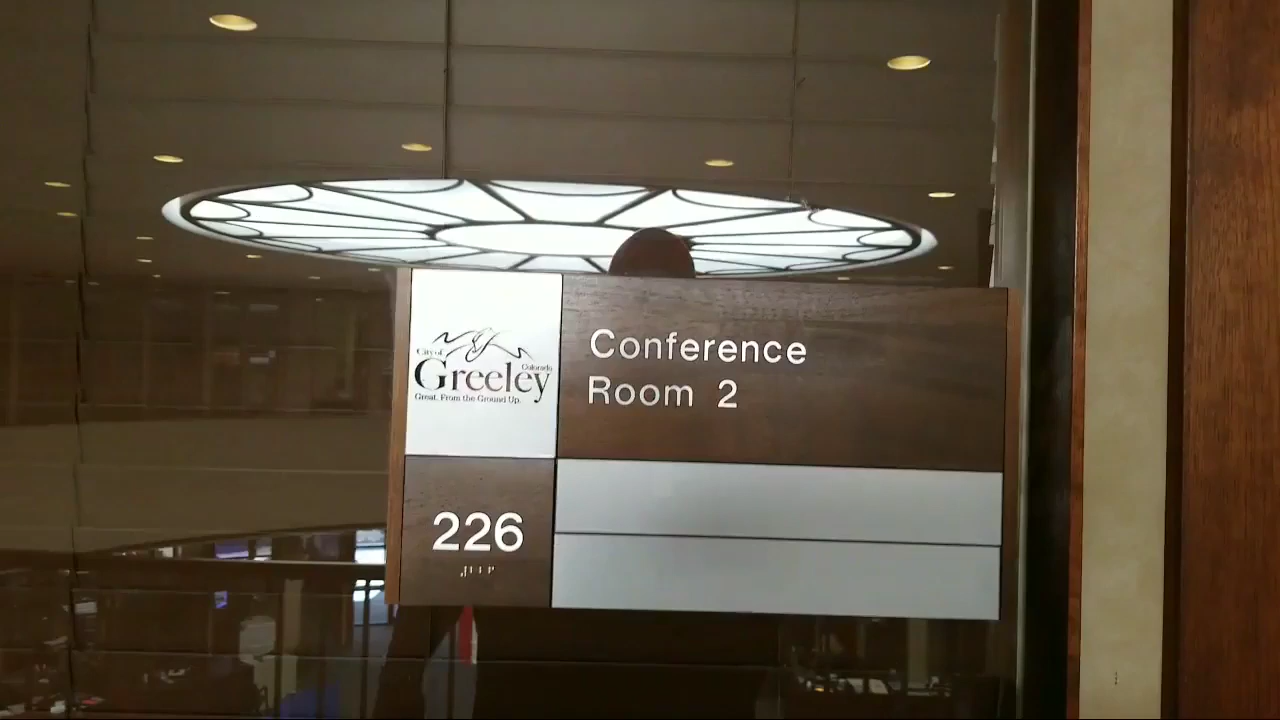 City of
Colorado
Greeley
Great. From the Ground Up.
Conference
Room 2
226